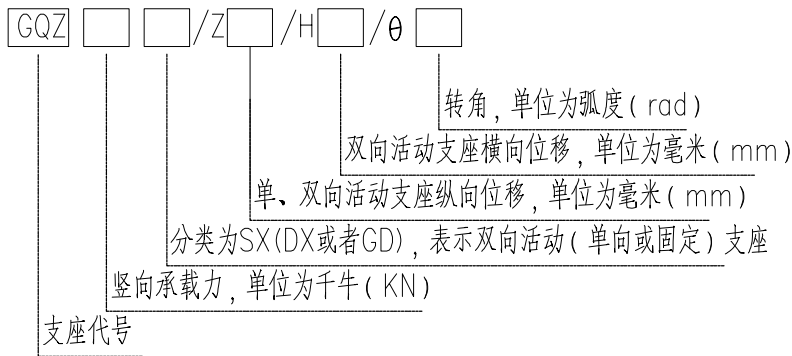 GQZ /Z /H /θ
转角，单位为弧度(rad)
双向活动支座横向位移，单位为毫米(mm)
单、双向活动支座纵向位移，单位为毫米(mm)
分类为SX(DX或者GD)，表示双向活动(单向或固定)支座
竖向承载力，单位为千牛(KN)
支座代号